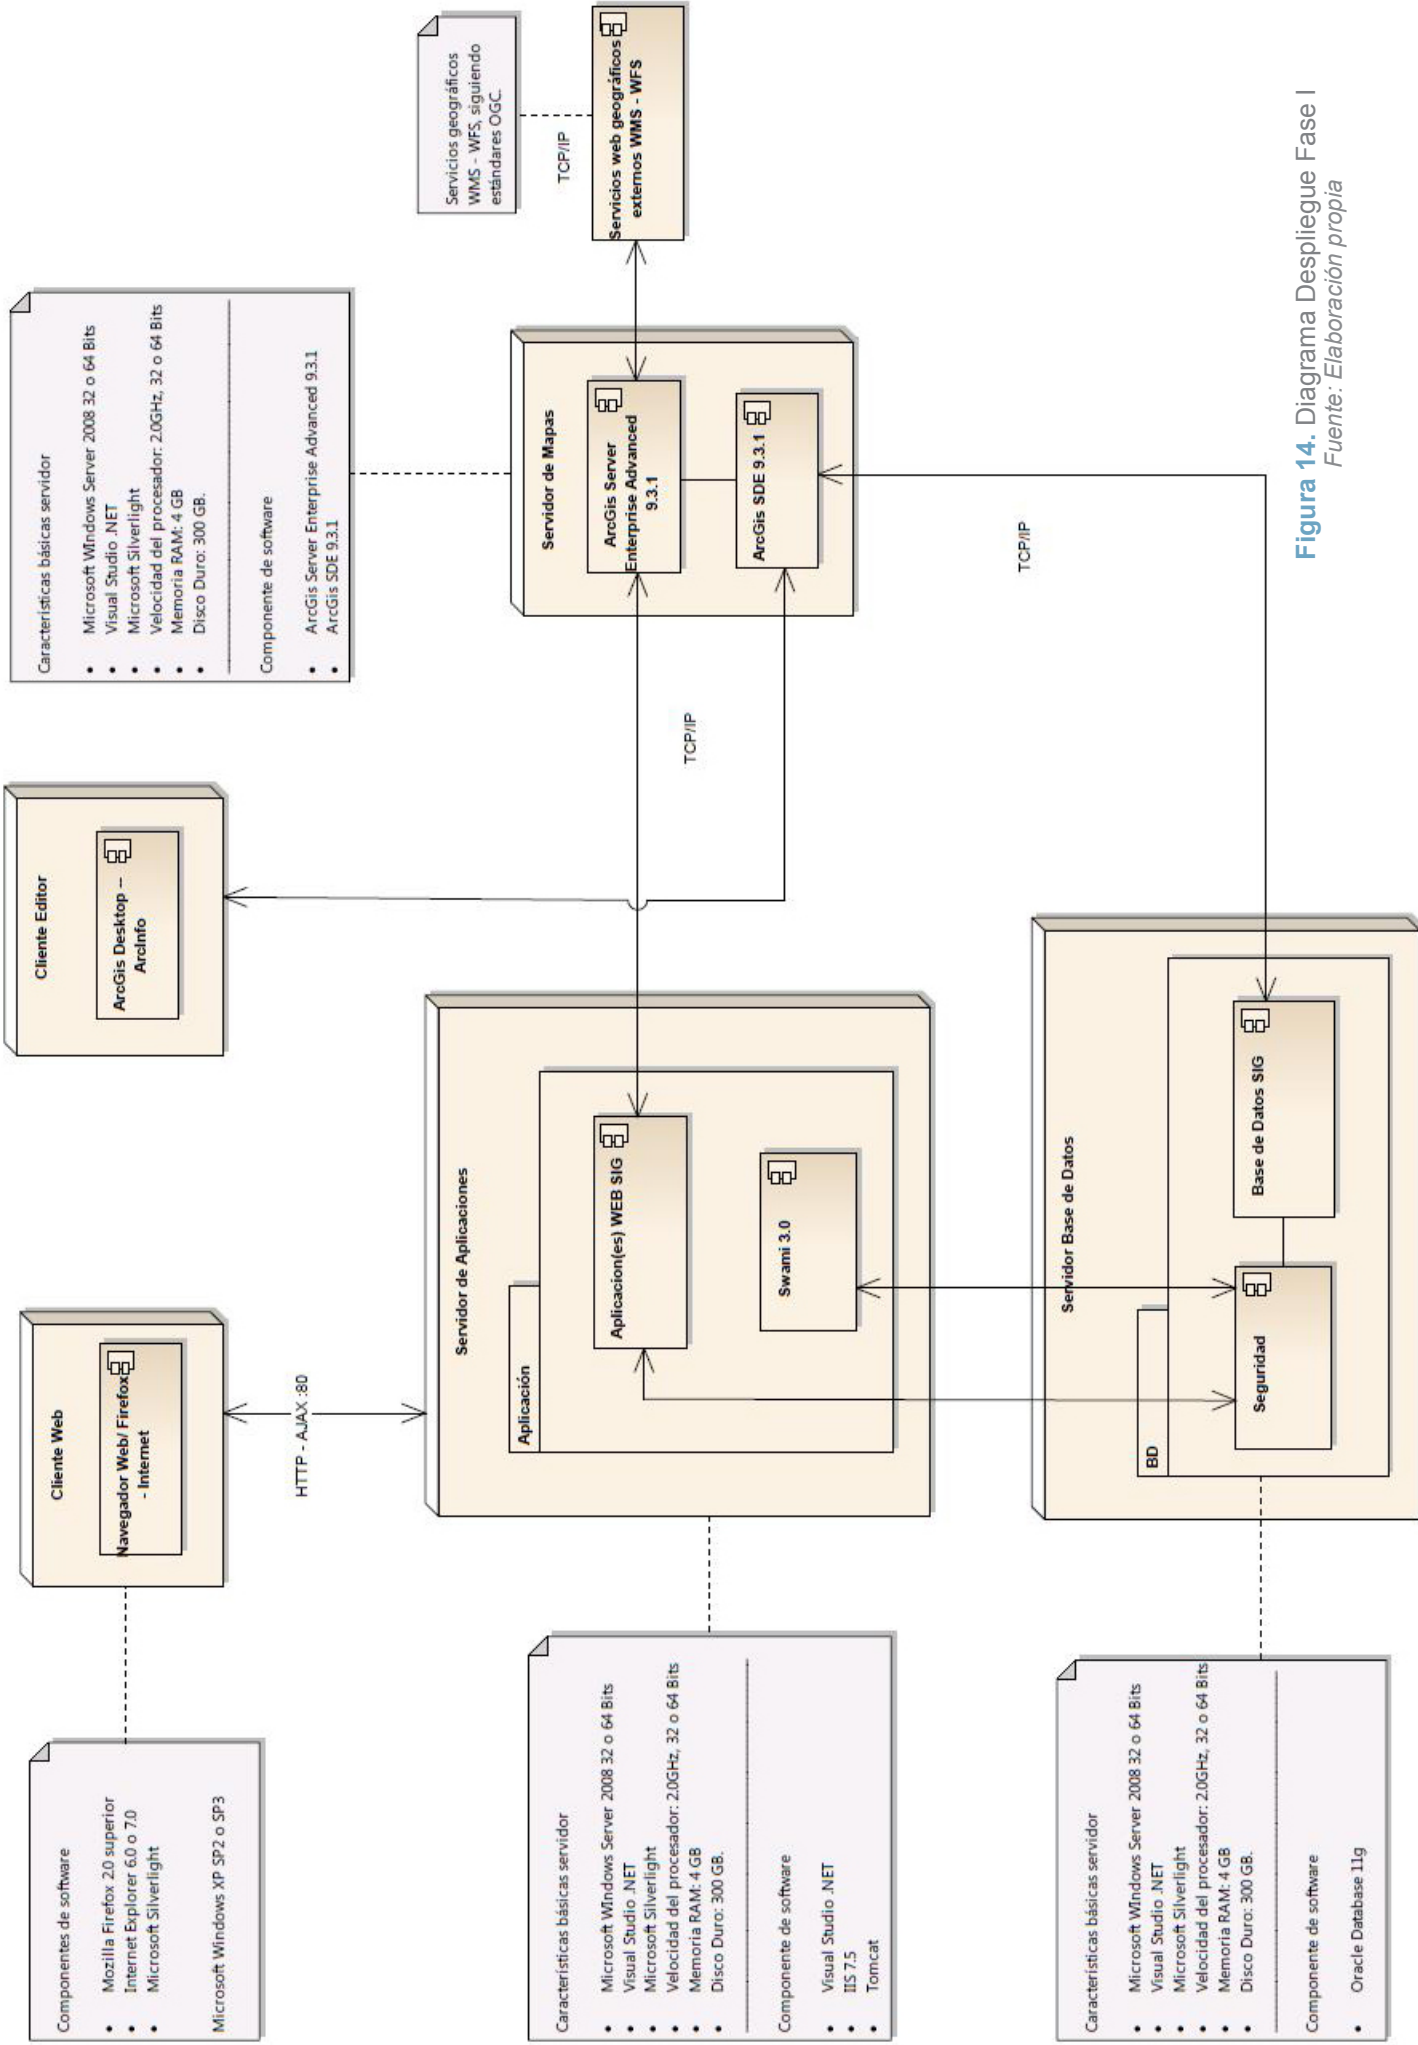 Componentes de software
• Mozilla Firefox 2.0 superior
• Internet Explorer 6.0 o 7.0
• Microsoft Silverlight
Microsoft Windows XP SP2 o SP3
Cliente Web
Navegador Web/ Firefox
- Internet
HTTP - AJAX :80
Cliente Editor
ArcGis Desktop --
ArcInfo
Características básicas servidor
• Microsoft WIndows Server 2008 32 o 64 Bits
• Visual Studio .NET
• Microsoft Silverlight
• Velocidad del procesador: 2.0GHz, 32 o 64 Bits
• Memoria RAM: 4 GB
• Disco Duro: 300 GB.
Componente de software
• ArcGis Server Enterprise Advanced 9.3.1
• ArcGis SDE 9.3.1
Servicios geográficos
WMS - WFS, siguiendo
estándares OGC.
TCP/IP
Servicios web geográficos
externos WMS - WFS
Servidor de Mapas
ArcGis Server
Enterprise Advanced
9.3.1
ArcGis SDE 9.3.1
TCP/IP
TCP/IP
Características básicas servidor
• Microsoft WIndows Server 2008 32 o 64 Bits
• Visual Studio .NET
• Microsoft Silverlight
• Velocidad del procesador: 2.0GHz, 32 o 64 Bits
• Memoria RAM: 4 GB
• Disco Duro: 300 GB.
Componente de software
• Visual Studio .NET
• IIS 7.5
• Tomcat
Servidor de Aplicaciones
Aplicación
Aplicacion(es) WEB SIG
Swami 3.0
Características básicas servidor
• Microsoft WIndows Server 2008 32 o 64 Bits
• Visual Studio .NET
• Microsoft Silverlight
• Velocidad del procesador: 2.0GHz, 32 o 64 Bits
• Memoria RAM: 4 GB
• Disco Duro: 300 GB.
Componente de software
• Oracle Database 11g
Servidor Base de Datos
BD
Seguridad
Base de Datos SIG
Figura 14. Diagrama Despliegue Fase I
Fuente: Elaboración propia